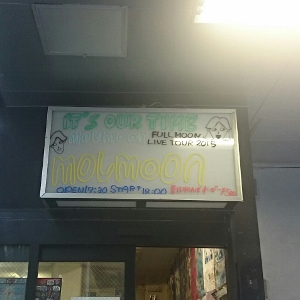 IT'S OUR TIME
FULL MOON
LIVE TOUR 2015
moumoon
OPEN 17:30 START 18:00